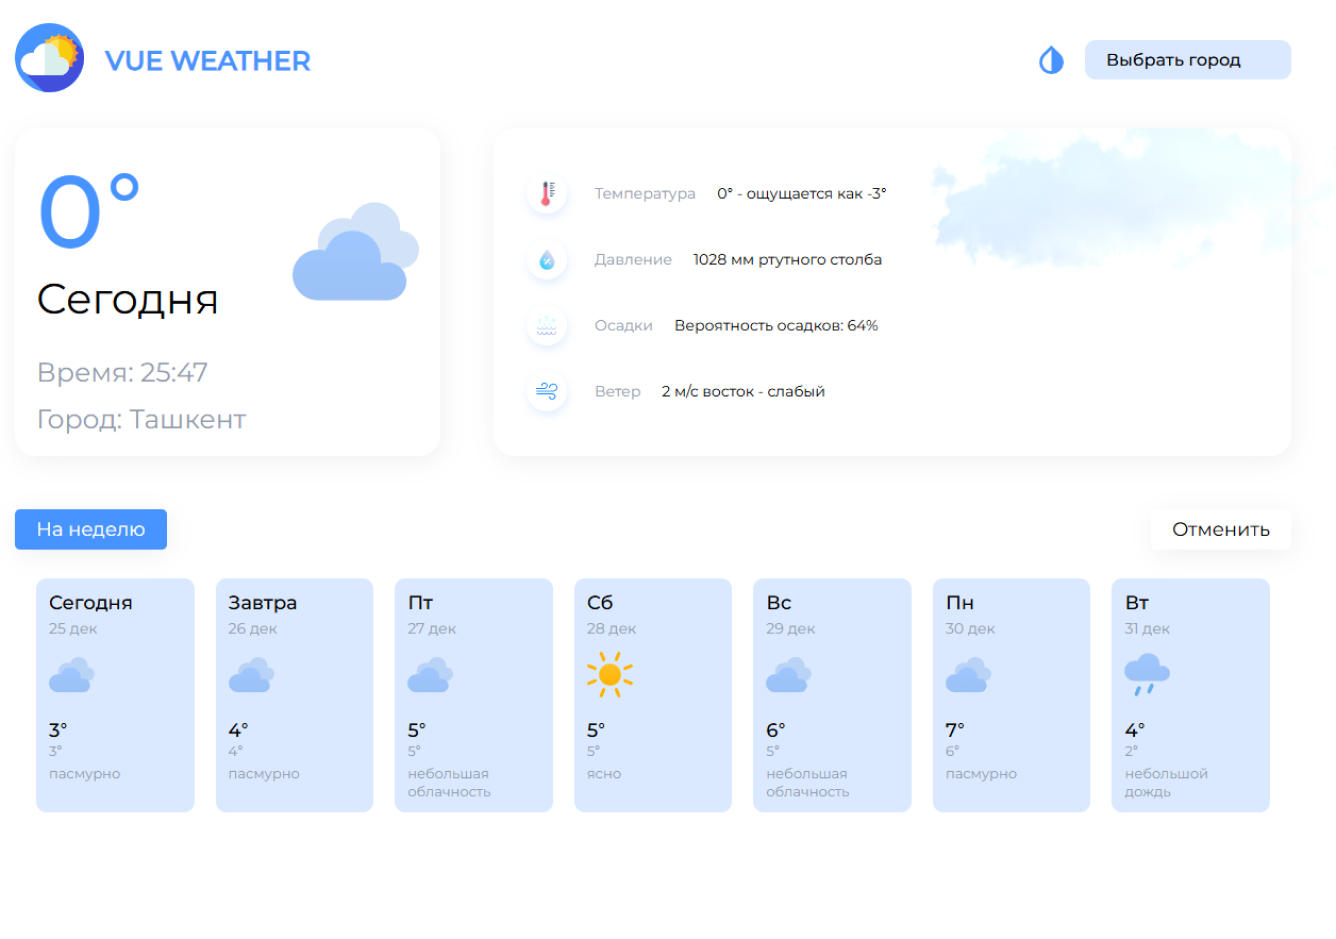 VUE WEATHER
Выбрать город
0°
Сегодня
Время: 25:47
Город: Ташкент
Температура 0° - ощущается как -3°
Давление 1028 мм ртутного столба
Осадки Вероятность осадков: 64%
Ветер 2 м/с восток - слабый
На неделю
Отменить
Сегодня
25 дек
3°
3°
пасмурно
Завтра
26 дек
4°
4°
пасмурно
Пт
27 дек
5°
5°
небольшая
облачность
Сб
28 дек
5°
5°
ясно
Вс
29 дек
6°
5°
небольшая
облачность
Пн
30 дек
7°
6°
пасмурно
Вт
31 дек
4°
2°
небольшой
дождь